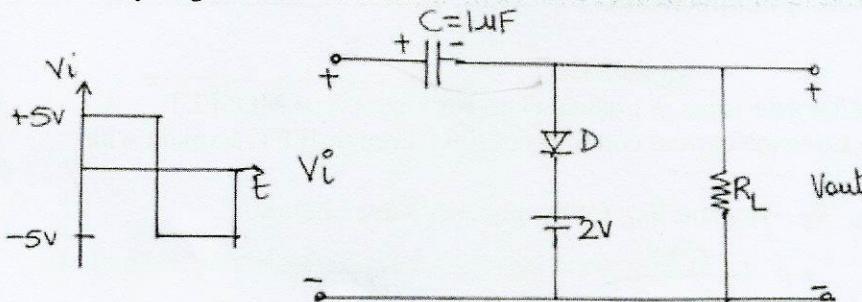 C=1μF
+ -
Vi
+ +
+5v
D
t
Vi
RL
Vout
-5v
2V
- -